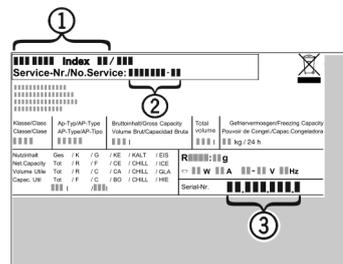 1
Index /
Service-Nr./No.Service: -
2
Klasse/Class Ap-Typ/AP-Type Bruttoinhalt/Gross Capacity Total Gefriervermoegen/Freezing Capacity
Classe/Clase AP-Type/AP-Tipo Volume Brut/Capacidad Bruta volume Pouvoir de Congel./Capac.Congeladora
l l kg / 24 h
Nutzinhalt Ges / K / G / KE / KALT / EIS R : g
Net Capacity Tot / R / F / CE / CHILL / ICE W A - V Hz
Volume Utile Tot / R / C / CA / CHILL / GLA
Capac. Util Tot / F / C / BO / CHILL / HIE Serial-Nr. , , ,
l / l
3